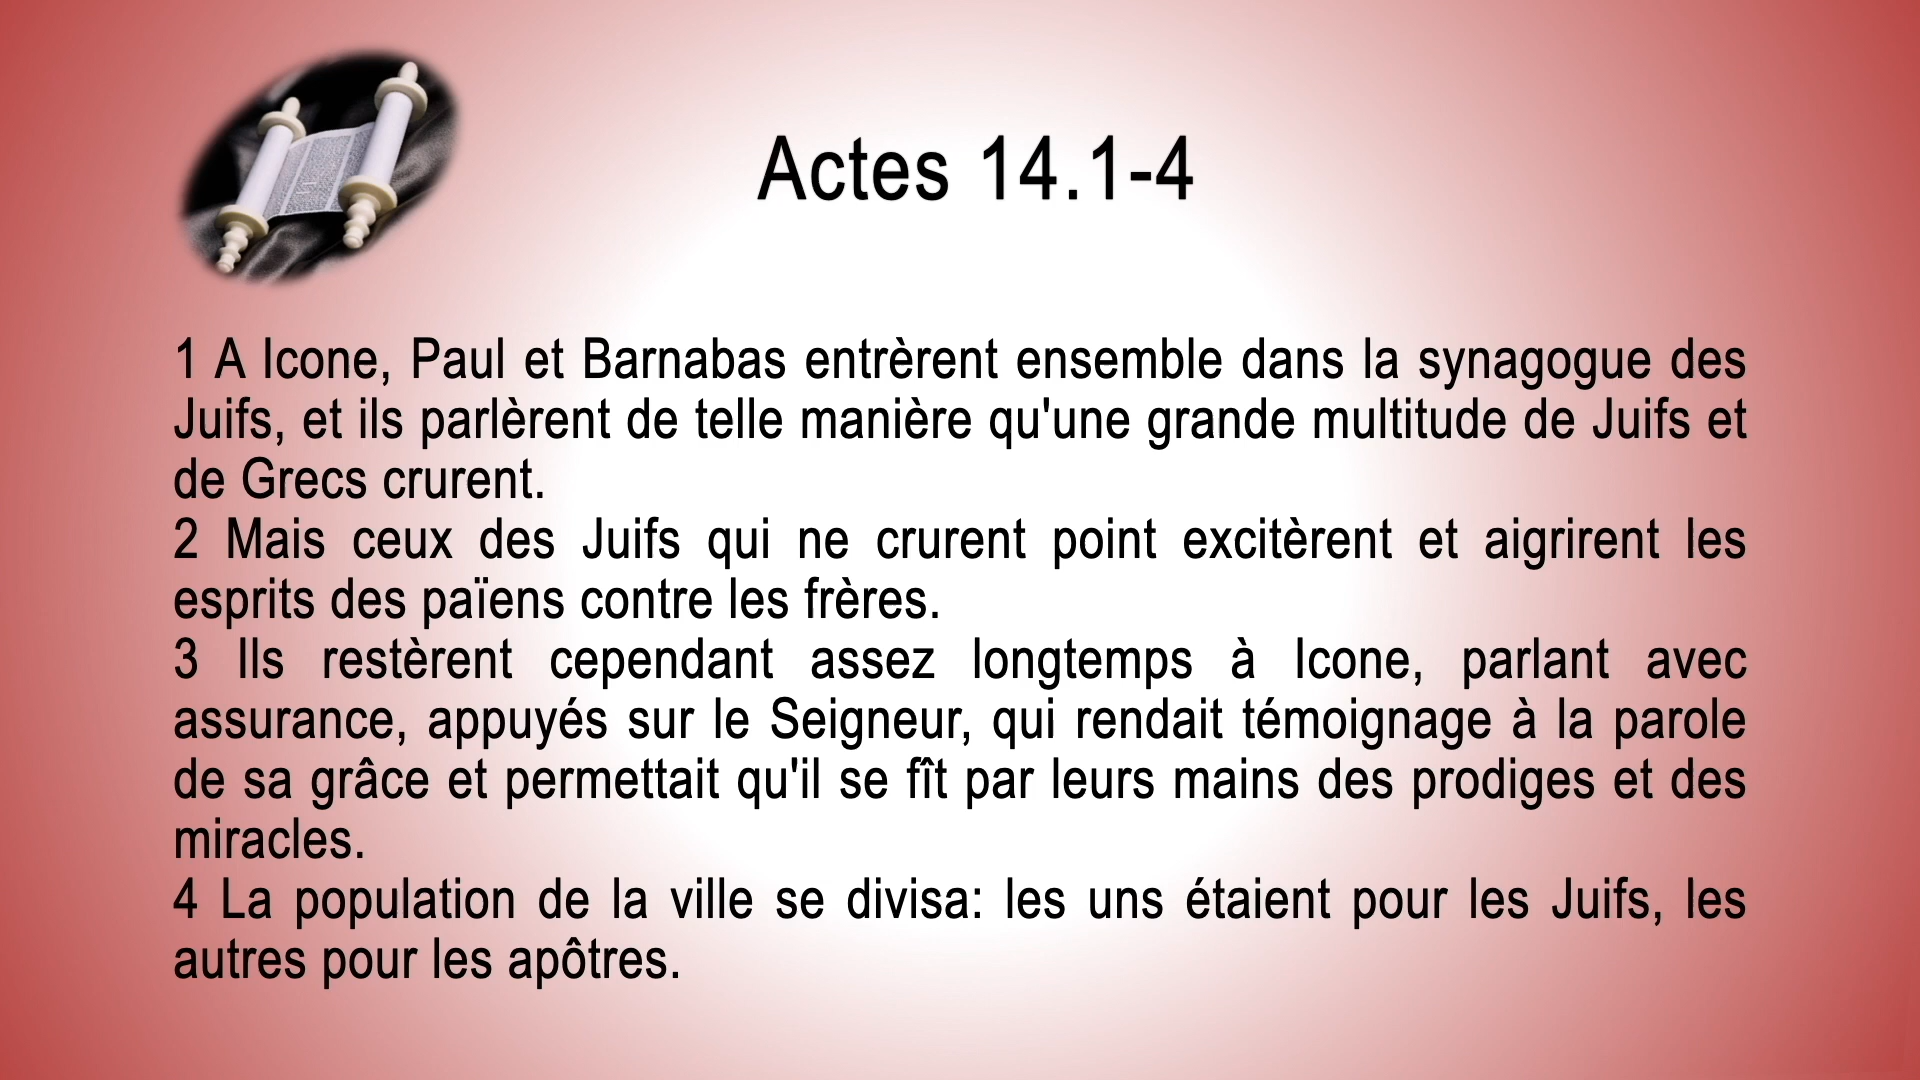 Actes 14.1-4
1 A Icone, Paul et Barnabas entrèrent ensemble dans la synagogue des
Juifs, et ils parlèrent de telle manière qu'une grande multitude de Juifs et
de Grecs crurent.
2 Mais ceux des Juifs qui ne crurent point excitèrent et aigrirent les
esprits des païens contre les frères.
3 Ils restèrent cependant assez longtemps à Icone, parlant avec
assurance, appuyés sur le Seigneur, qui rendait témoignage à la parole
de sa grâce et permettait qu'il se fît par leurs mains des prodiges et des
miracles.
4 La population de la ville se divisa: les uns étaient pour les Juifs, les
autres pour les apôtres.